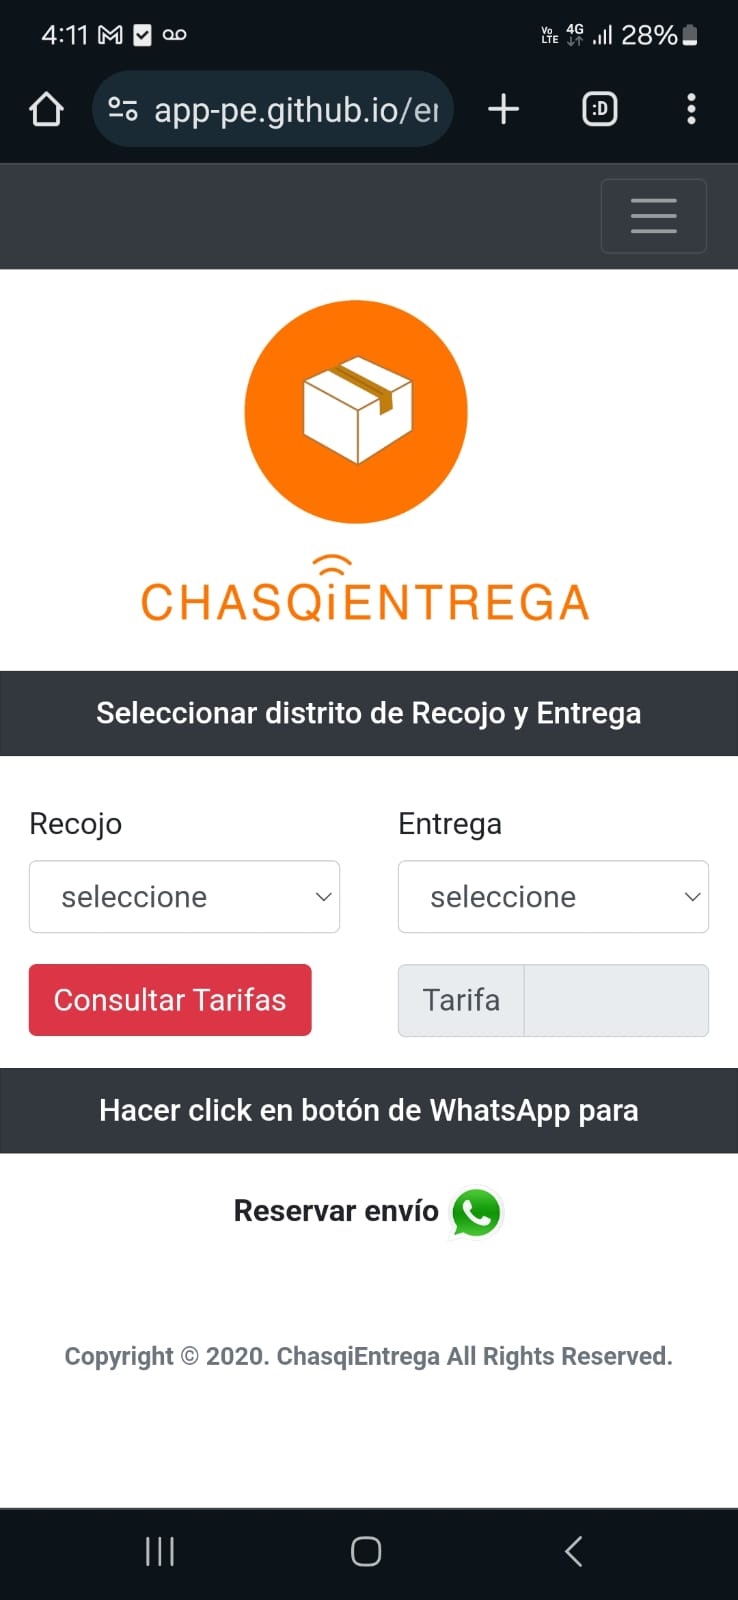 4:11
Vo LTE 4G 28%
app-pe.github.io/er
:D
CHASQiENTREGA
Seleccionar distrito de Recojo y Entrega
Recojo Entrega
seleccione seleccione
Consultar Tarifas Tarifa
Hacer click en botón de WhatsApp para
Reservar envío
Copyright © 2020. ChasqiEntrega All Rights Reserved.